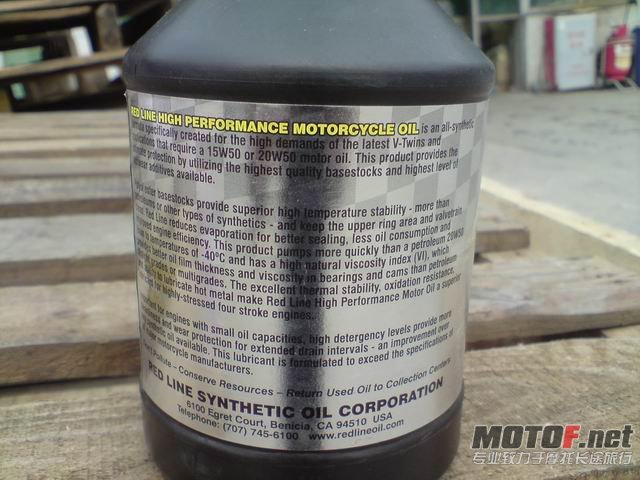 RED LINE HIGH PERFORMANCE MOTORCYCLE OIL is an all-synthetic
specifically created for the high demands of the latest V-Twins and
that require a 15W50 or 20W50 motor oil. This product provides the
protection by utilizing the highest quality basestocks and highest level of
additives available.
basestocks provide superior high temperature stability - more than
or other types of synthetics - and keep the upper ring area and valvetrain
Red Line reduces evaporation for better sealing, less oil consumption and
engine efficiency. This product pumps more quickly than a petroleum 20W50
temperatures of -40°C and has a high natural viscosity index (VI), which
better oil film thickness and viscosity in bearings and cams than petroleum
or multigrades. The excellent thermal stability, oxidation resistance,
lubricate hot metal make Red Line High Performance Motor Oil a superior
for highly-stressed four stroke engines.
for engines with small oil capacities, high detergency levels provide more
and wear protection for extended drain intervals - an improvement over
oil available. This lubricant is formulated to exceed the specifications of
motorcycle manufacturers.
Pollute - Conserve Resources - Return Used Oil to Collection Centers
RED LINE SYNTHETIC OIL CORPORATION
6100 Egret Court, Benicia, CA 94510 USA
Telephone: (707) 745-6100 www.redlineoil.com
MOTOF.net
专业致力于摩托长途旅行